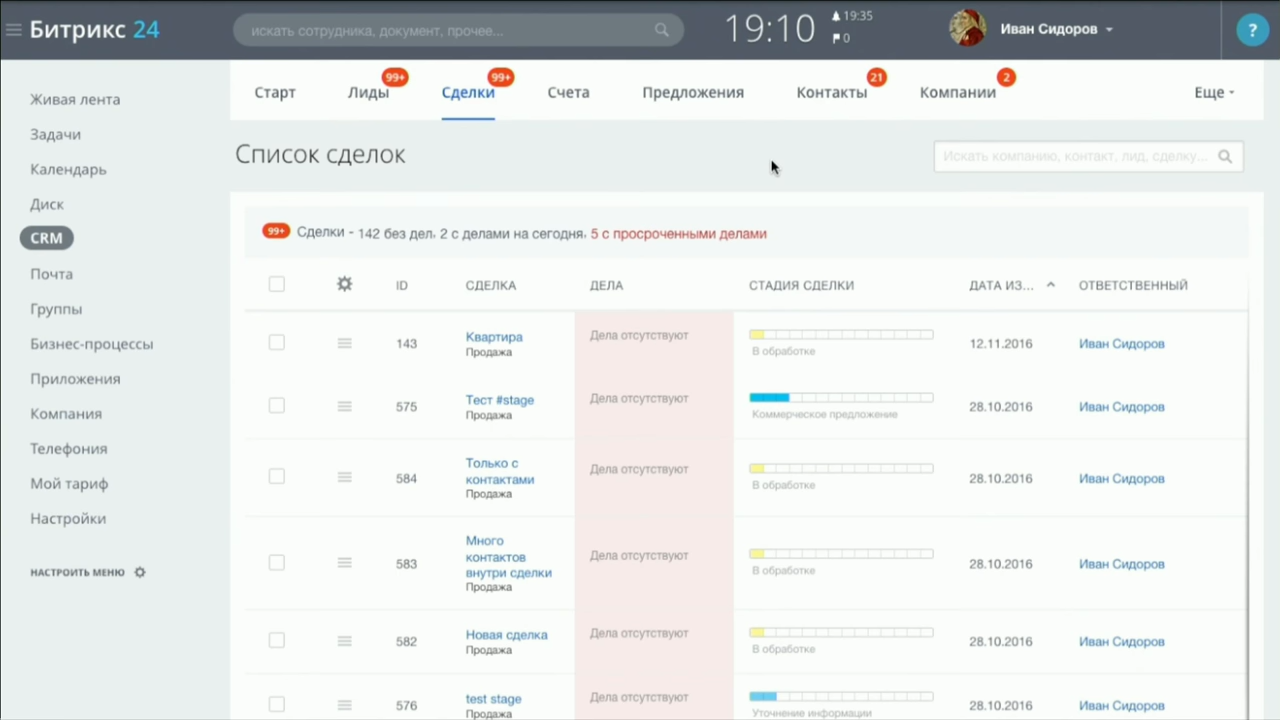 Битрикс 24
искать сотрудника, документ, прочее...
19:10
19:35
0
Иван Сидоров
?
Живая лента
Задачи
Календарь
Диск
CRM
Почта
Группы
Бизнес-процессы
Приложения
Компания
Телефония
Мой тариф
Настройки
НАСТРОИТЬ МЕНЮ
Старт
Лиды 99+
Сделки 99+
Счета
Предложения
Контакты 21
Компании 2
Еще
Список сделок
Искать компанию, контакт, лид, сделку...
99+ Сделки - 142 без дел, 2 с делами на сегодня, 5 с просроченными делами
ID СДЕЛКА ДЕЛА СТАДИЯ СДЕЛКИ ДАТА ИЗ... ОТВЕТСТВЕННЫЙ
143 Квартира Дела отсутствуют 12.11.2016 Иван Сидоров
Продажа В обработке
575 Тест #stage Дела отсутствуют 28.10.2016 Иван Сидоров
Продажа Коммерческое предложение
584 Только с Дела отсутствуют 28.10.2016 Иван Сидоров
контактами В обработке
Продажа
583 Много Дела отсутствуют 28.10.2016 Иван Сидоров
контактов В обработке
внутри сделки
Продажа
582 Новая сделка Дела отсутствуют 28.10.2016 Иван Сидоров
Продажа В обработке
576 test stage Дела отсутствуют 28.10.2016 Иван Сидоров
Продажа Уточнение информации